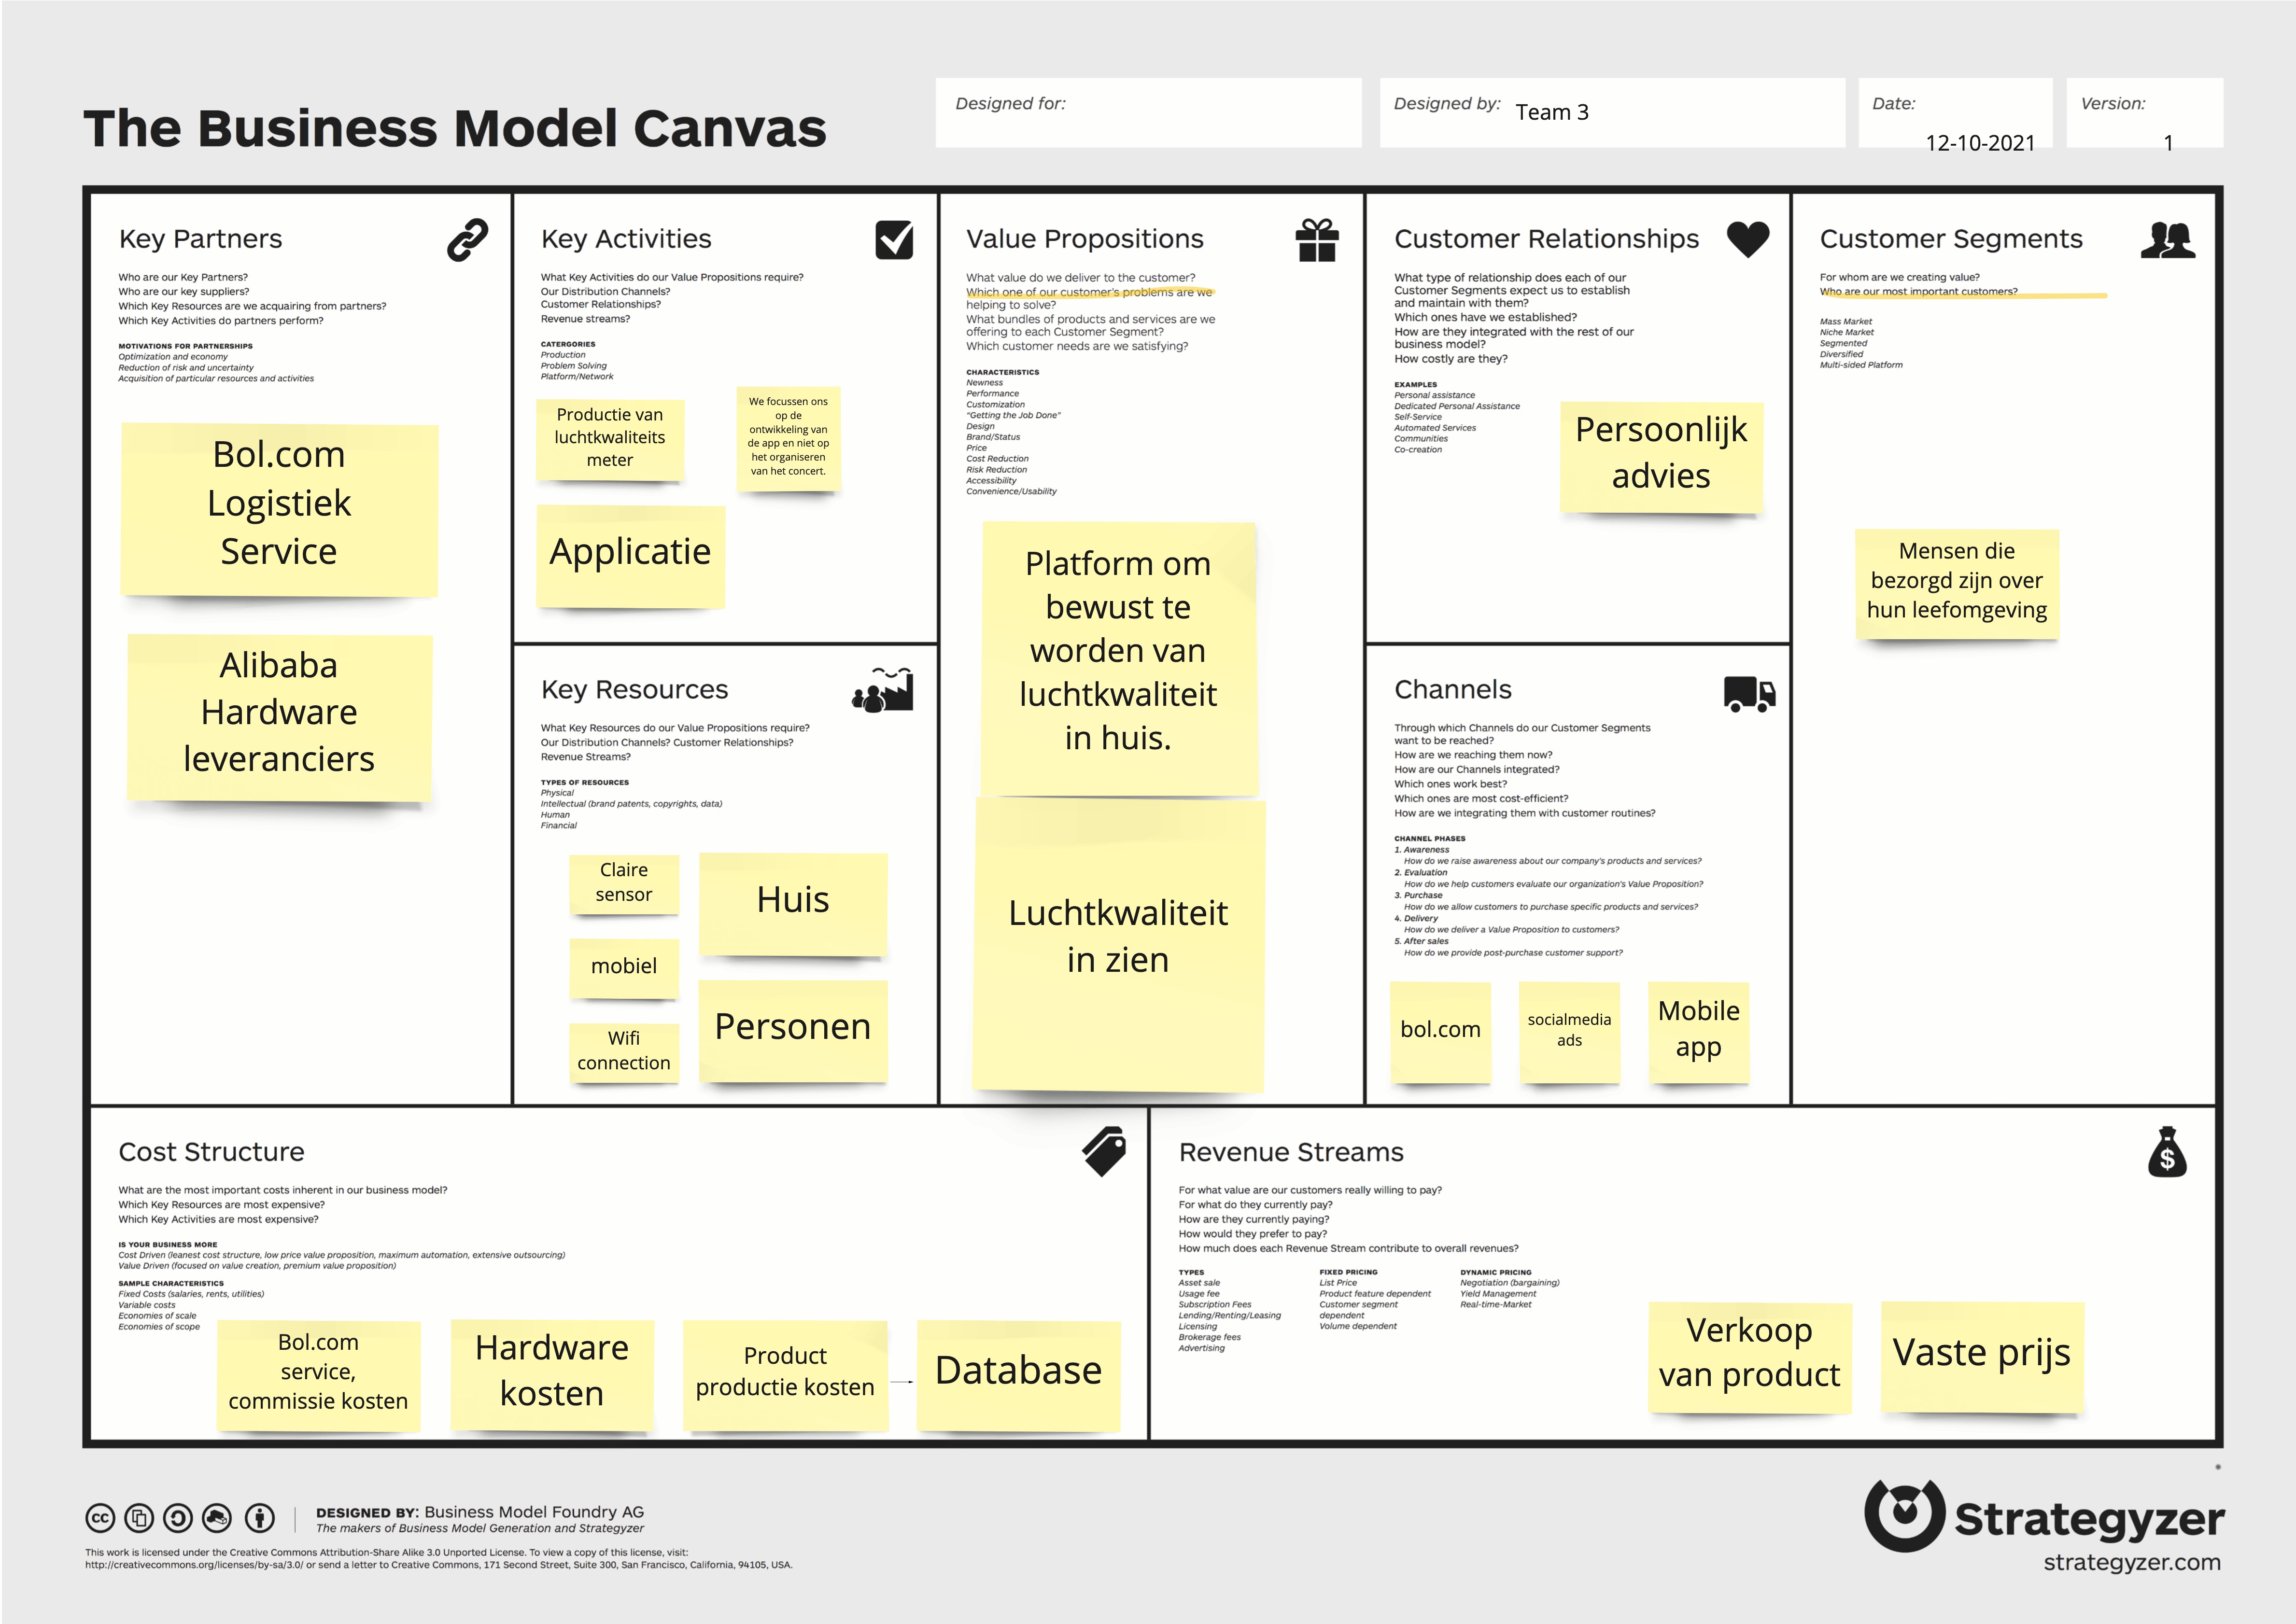 The Business Model Canvas
Designed for:
Designed by: Team 3
Date:
12-10-2021
Version:
1
Key Partners
Who are our Key Partners?
Who are our key suppliers?
Which Key Resources are we acquairing from partners?
Which Key Activities do partners perform?
MOTIVATIONS FOR PARTNERSHIPS
Optimization and economy
Reduction of risk and uncertainty
Acquisition of particular resources and activities
Bol.com
Logistiek
Service
Alibaba
Hardware
leveranciers
Key Activities
What Key Activities do our Value Propositions require?
Our Distribution Channels?
Customer Relationships?
Revenue streams?
CATERGORIES
Production
Problem Solving
Platform/Network
Productie van
luchtkwaliteits
meter
We focussen ons
op de
ontwikkeling van
de app en niet op
het organiseren
van het concert.
Applicatie
Key Resources
What Key Resources do our Value Propositions require?
Our Distribution Channels? Customer Relationships?
Revenue Streams?
TYPES OF RESOURCES
Physical
Intellectual (brand patents, copyrights, data)
Human
Financial
Claire
sensor
Huis
mobiel
Personen
Wifi
connection
Value Propositions
What value do we deliver to the customer?
Which one of our customer's problems are we
helping to solve?
What bundles of products and services are we
offering to each Customer Segment?
Which customer needs are we satisfying?
CHARACTERISTICS
Newness
Performance
Customization
"Getting the Job Done"
Design
Brand/Status
Price
Cost Reduction
Risk Reduction
Accessibility
Convenience/Usability
Platform om
bewust te
worden van
luchtkwaliteit
in huis.
Luchtkwaliteit
in zien
Customer Relationships
What type of relationship does each of our
Customer Segments expect us to establish
and maintain with them?
Which ones have we established?
How are they integrated with the rest of our
business model?
How costly are they?
EXAMPLES
Personal assistance
Dedicated Personal Assistance
Self-Service
Automated Services
Communities
Co-creation
Persoonlijk
advies
Channels
Through which Channels do our Customer Segments
want to be reached?
How are we reaching them now?
How are our Channels integrated?
Which ones work best?
Which ones are most cost-efficient?
How are we integrating them with customer routines?
CHANNEL PHASES
1. Awareness
How do we raise awareness about our company's products and services?
2. Evaluation
How do we help customers evaluate our organization's Value Proposition?
3. Purchase
How do we allow customers to purchase specific products and services?
4. Delivery
How do we deliver a Value Proposition to customers?
5. After sales
How do we provide post-purchase customer support?
bol.com
socialmedia
ads
Mobile
app
Customer Segments
For whom are we creating value?
Who are our most important customers?
Mass Market
Niche Market
Segmented
Diversified
Multi-sided Platform
Mensen die
bezorgd zijn over
hun leefomgeving
Cost Structure
What are the most important costs inherent in our business model?
Which Key Resources are most expensive?
Which Key Activities are most expensive?
IS YOUR BUSINESS MORE
Cost Driven (leanest cost structure, low price value proposition, maximum automation, extensive outsourcing)
Value Driven (focused on value creation, premium value proposition)
SAMPLE CHARACTERISTICS
Fixed Costs (salaries, rents, utilities)
Variable costs
Economies of scale
Economies of scope
Bol.com
service,
commissie kosten
Hardware
kosten
Product
productie kosten
Database
Revenue Streams
For what value are our customers really willing to pay?
For what do they currently pay?
How are they currently paying?
How would they prefer to pay?
How much does each Revenue Stream contribute to overall revenues?
TYPES
Asset sale
Usage fee
Subscription Fees
Lending/Renting/Leasing
Licensing
Brokerage fees
Advertising
FIXED PRICING
List Price
Product feature dependent
Customer segment
dependent
Volume dependent
DYNAMIC PRICING
Negotiation (bargaining)
Yield Management
Real-time-Market
Verkoop
van product
Vaste prijs
cc
DESIGNED BY: Business Model Foundry AG
The makers of Business Model Generation and Strategyzer
This work is licensed under the Creative Commons Attribution-Share Alike 3.0 Unported License. To view a copy of this license, visit:
http://creativecommons.org/licenses/by-sa/3.0/ or send a letter to Creative Commons, 171 Second Street, Suite 300, San Francisco, California, 94105, USA.
Strategyzer
strategyzer.com